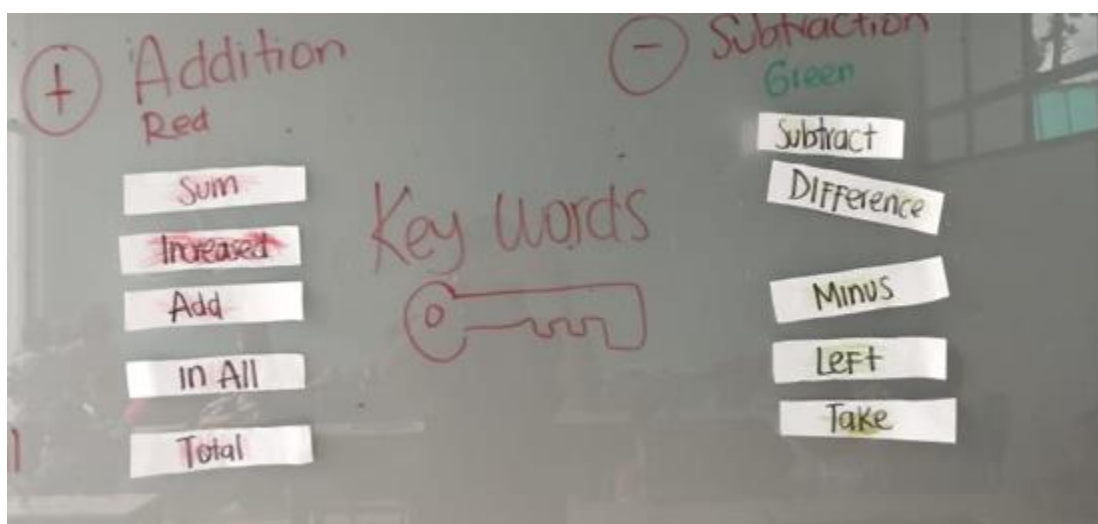 + Addition
Red
Sum
Increased
Add
in All
Total
Key Words
- Subtraction
Green
Subtract
Difference
Minus
Left
Take